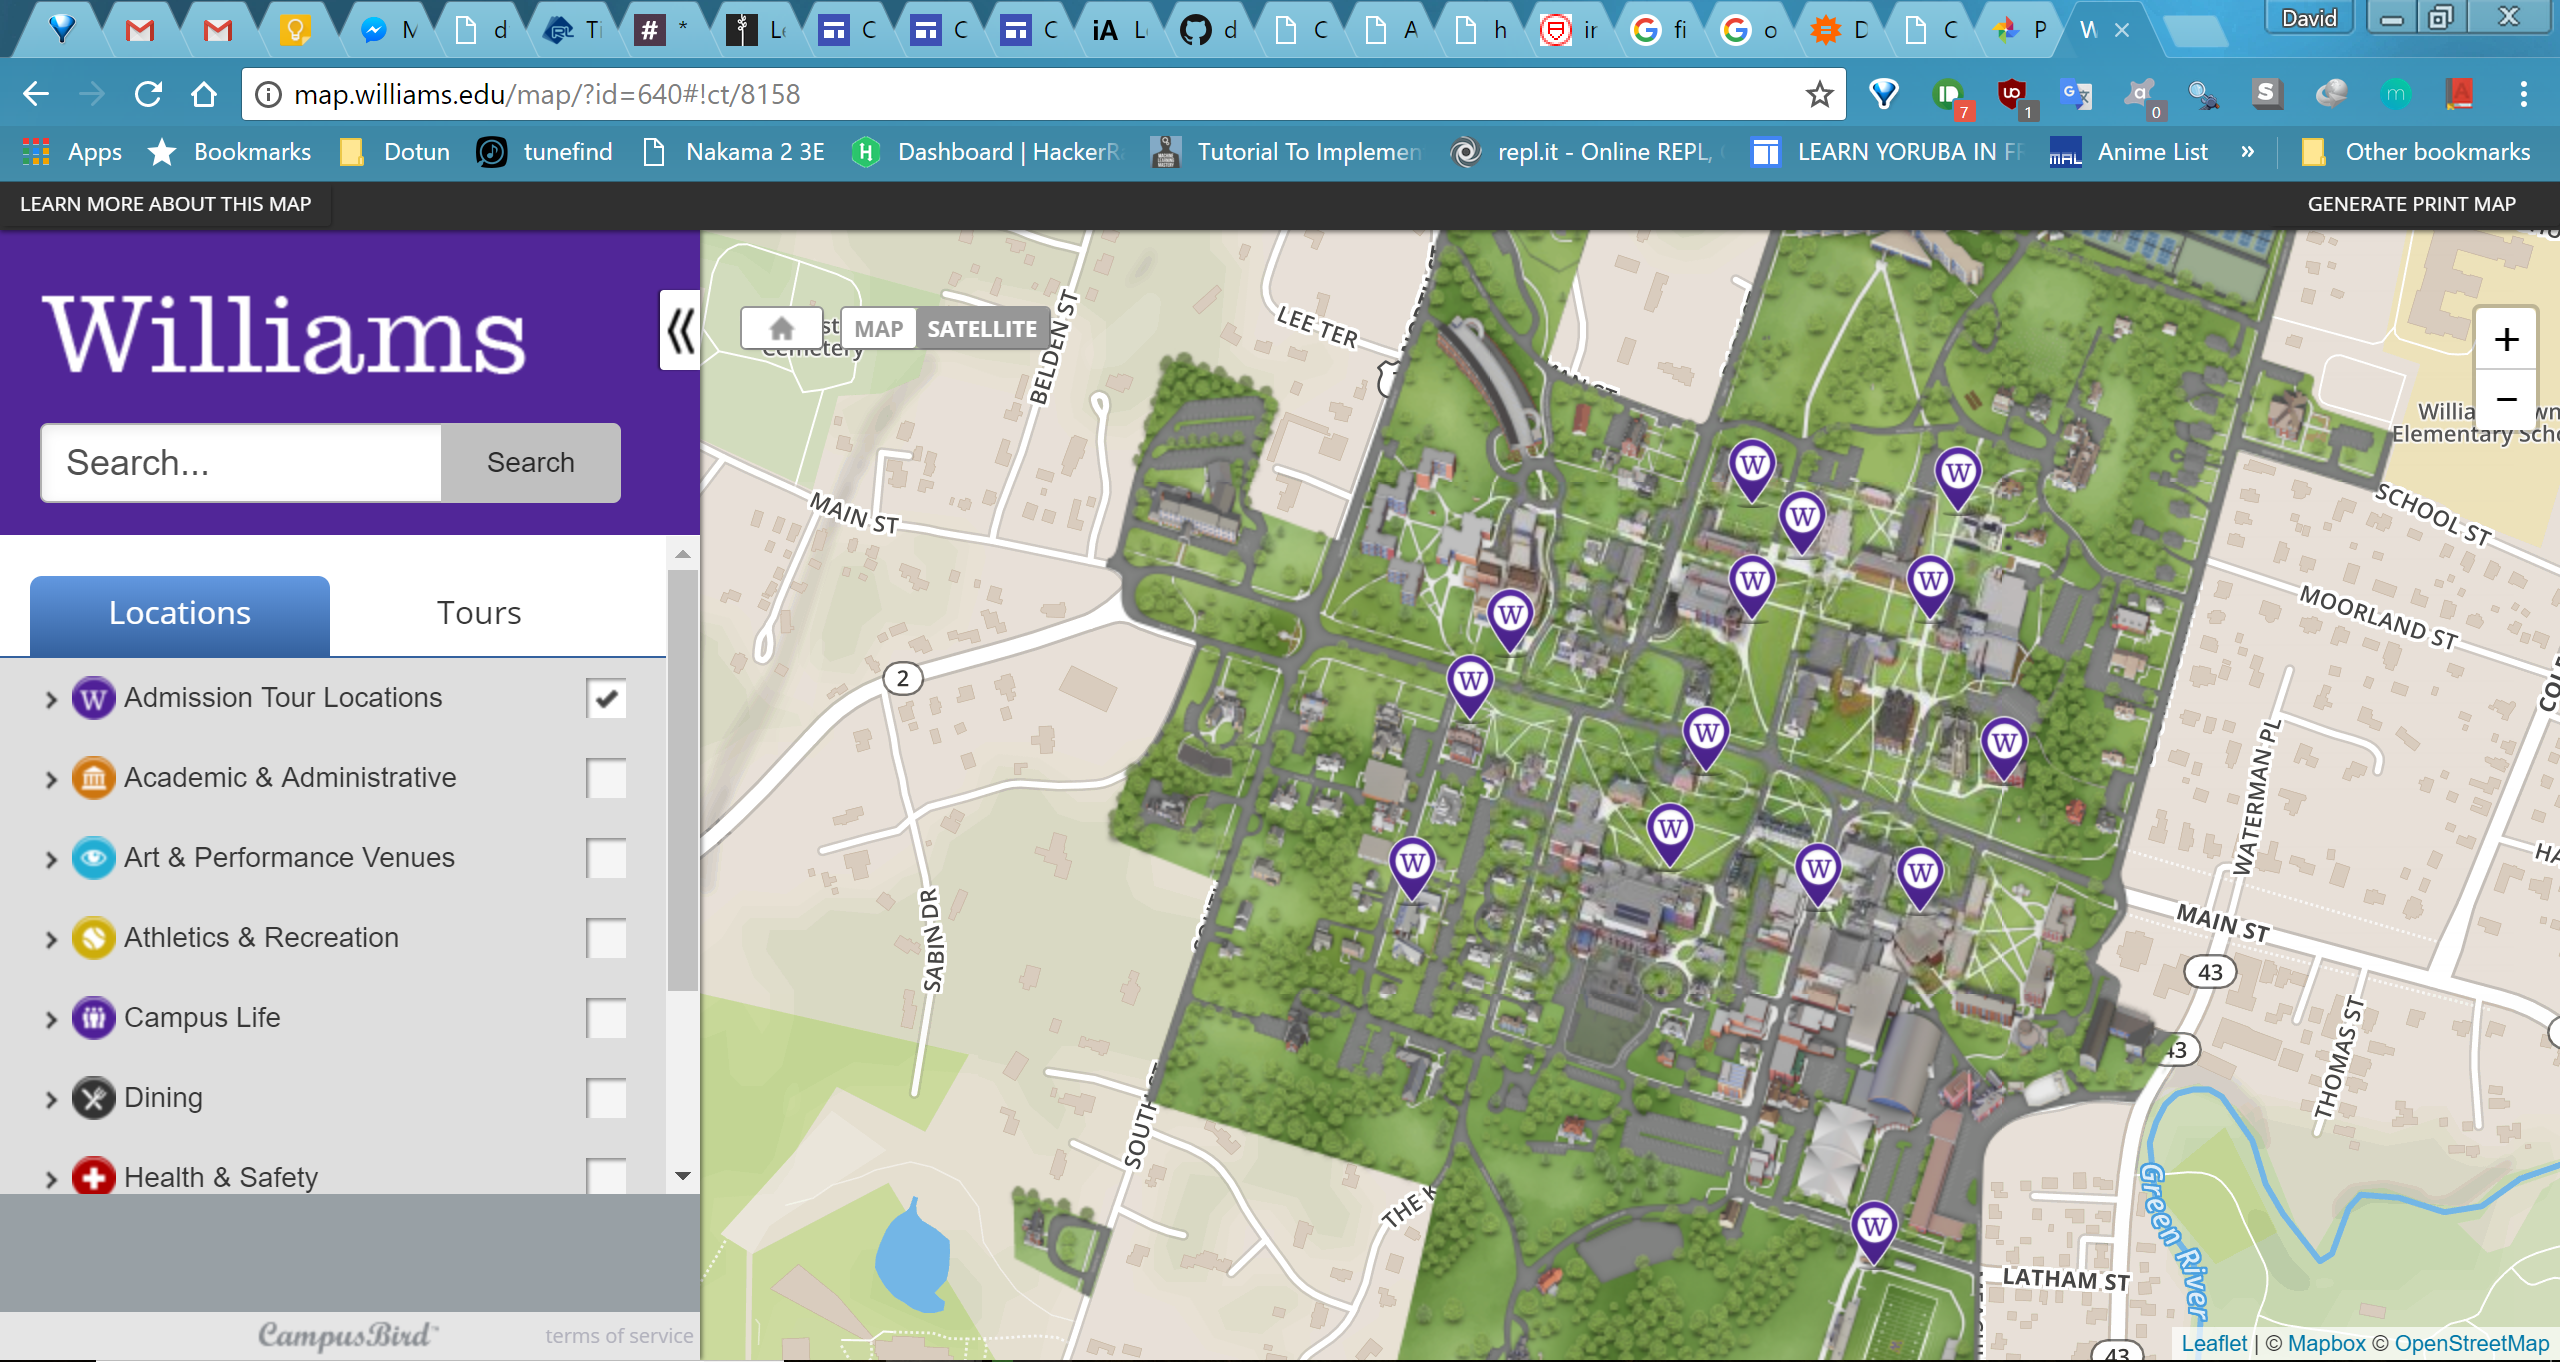 M
d
Ti
*
L
C
C
C
L
d
C
A
h
ir
fi
o
D
C
P
W
David
map.williams.edu/map/?id=640#!ct/8158
7
1
0
Apps
Bookmarks
Dotun
tunefind
Nakama 2 3E
Dashboard | HackerR
Tutorial To Implemen
repl.it - Online REPL,
LEARN YORUBA IN FR
Anime List
»
Other bookmarks
LEARN MORE ABOUT THIS MAP
GENERATE PRINT MAP
Williams
Search...
Search
Locations
Tours
Admission Tour Locations
Academic & Administrative
Art & Performance Venues
Athletics & Recreation
Campus Life
Dining
Health & Safety
CampusBird™
terms of service
MAP
SATELLITE
Cemetery
BELDEN ST
LEE TER
MAIN ST
2
SABIN DR
SOUTH ST
THE K
+
−
Elementary Scho
SCHOOL ST
MOORLAND ST
WATERMAN PL
MAIN ST
43
THOMAS ST
43
Green River
LATHAM ST
43
Leaflet | © Mapbox © OpenStreetMap